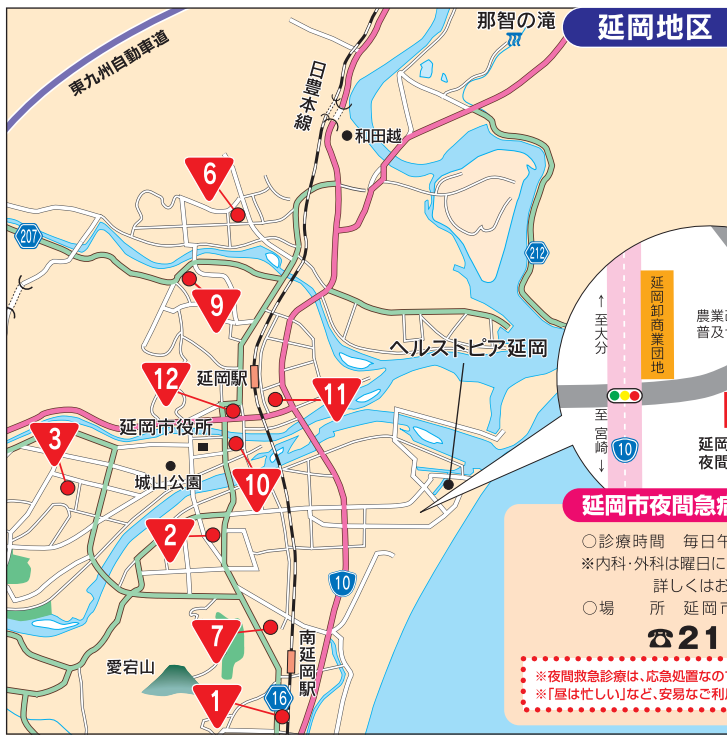 延岡地区
那智の滝
東九州自動車道
日豊本線
和田越
6
207
212
9
延岡卸商業団地
↑至大分
農業
普及
ヘルストピア延岡
延岡駅
12
11
延岡市役所
3
至宮崎↓
10
延岡
夜間
城山公園
10
延岡市夜間急病
2
○診療時間 毎日午
※内科・外科は曜日に
詳しくはお
10
○場 所 延岡市
☎21
7
南延岡駅
愛宕山
※夜間救急診療は、応急処置なので
※「昼は忙しい」など、安易なご利用
16
1